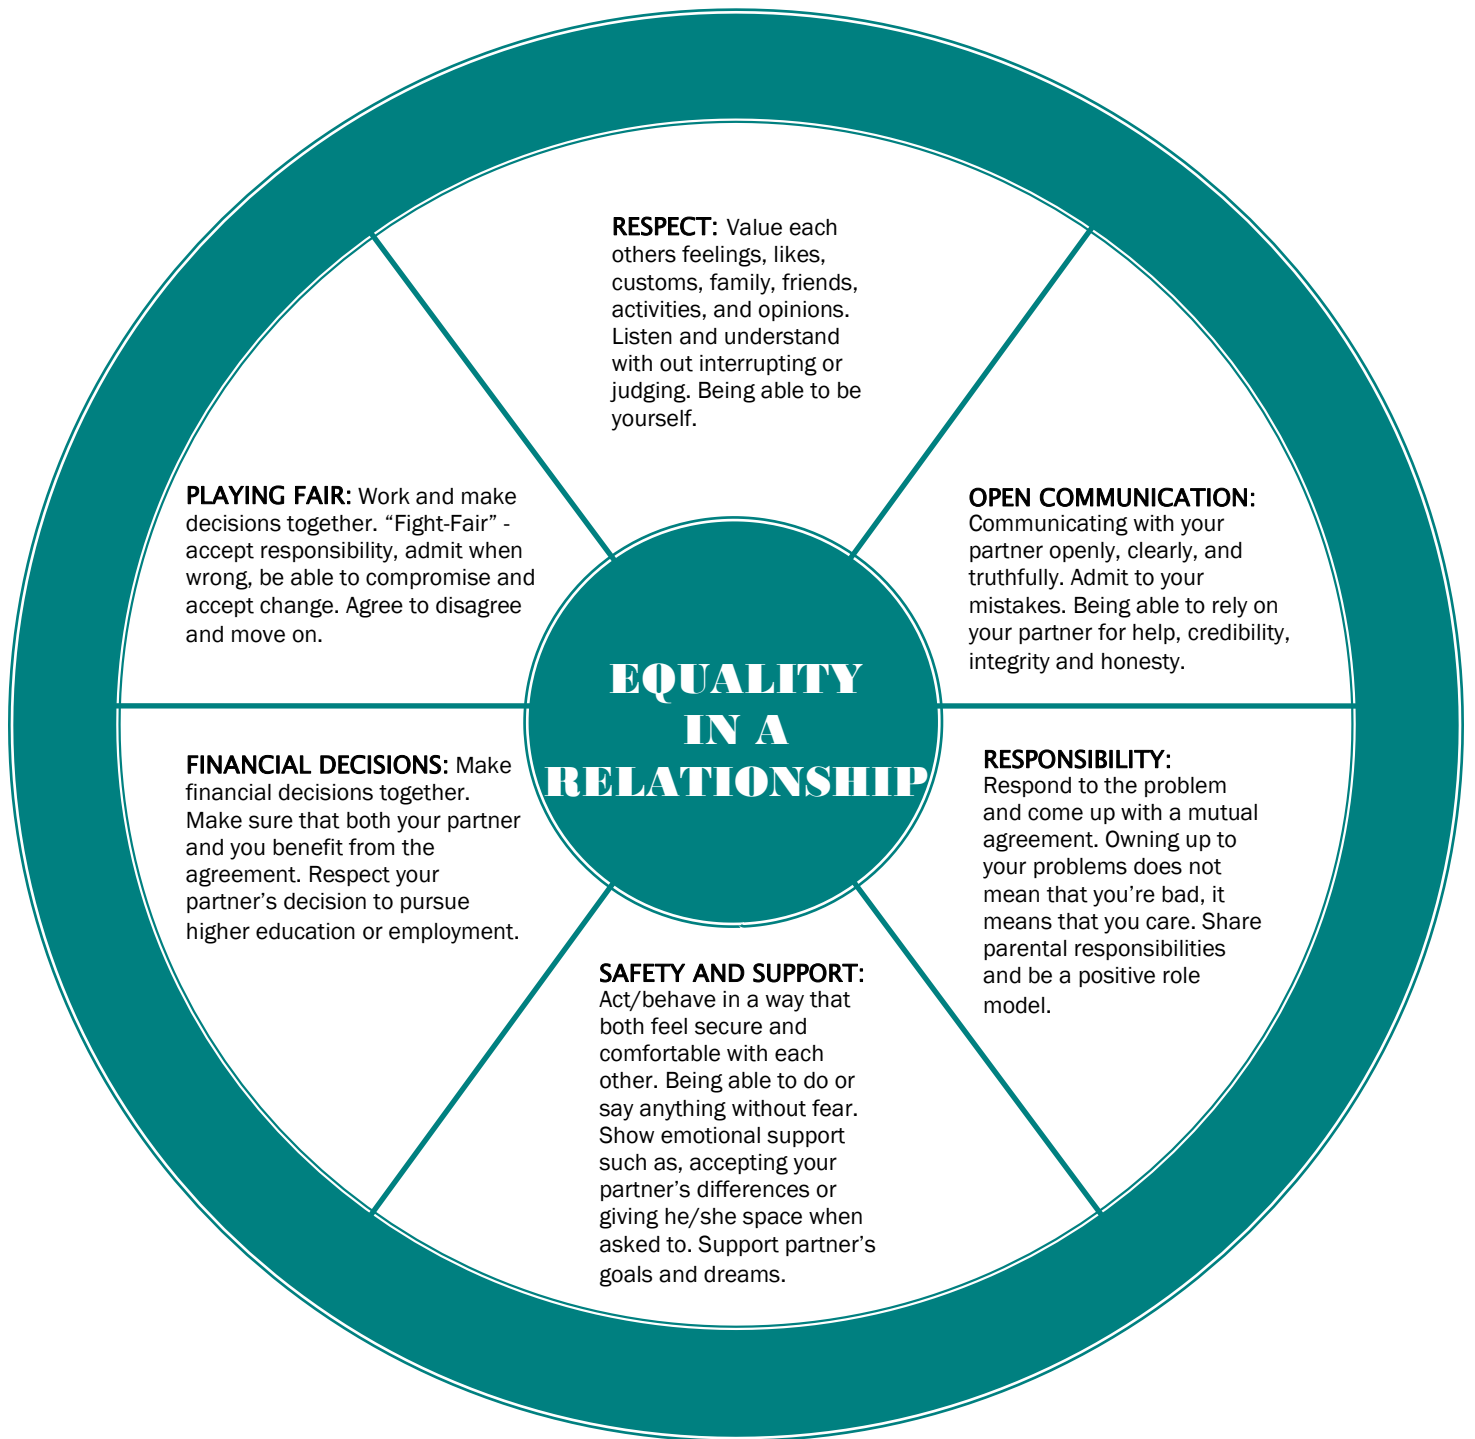 RESPECT: Value each
others feelings, likes,
customs, family, friends,
activities, and opinions.
Listen and understand
with out interrupting or
judging. Being able to be
yourself.
PLAYING FAIR: Work and make
decisions together. “Fight-Fair” -
accept responsibility, admit when
wrong, be able to compromise and
accept change. Agree to disagree
and move on.
OPEN COMMUNICATION:
Communicating with your
partner openly, clearly, and
truthfully. Admit to your
mistakes. Being able to rely on
your partner for help, credibility,
integrity and honesty.
EQUALITY
IN A
RELATIONSHIP
FINANCIAL DECISIONS: Make
financial decisions together.
Make sure that both your partner
and you benefit from the
agreement. Respect your
partner’s decision to pursue
higher education or employment.
RESPONSIBILITY:
Respond to the problem
and come up with a mutual
agreement. Owning up to
your problems does not
mean that you’re bad, it
means that you care. Share
parental responsibilities
and be a positive role
model.
SAFETY AND SUPPORT:
Act/behave in a way that
both feel secure and
comfortable with each
other. Being able to do or
say anything without fear.
Show emotional support
such as, accepting your
partner’s differences or
giving he/she space when
asked to. Support partner’s
goals and dreams.